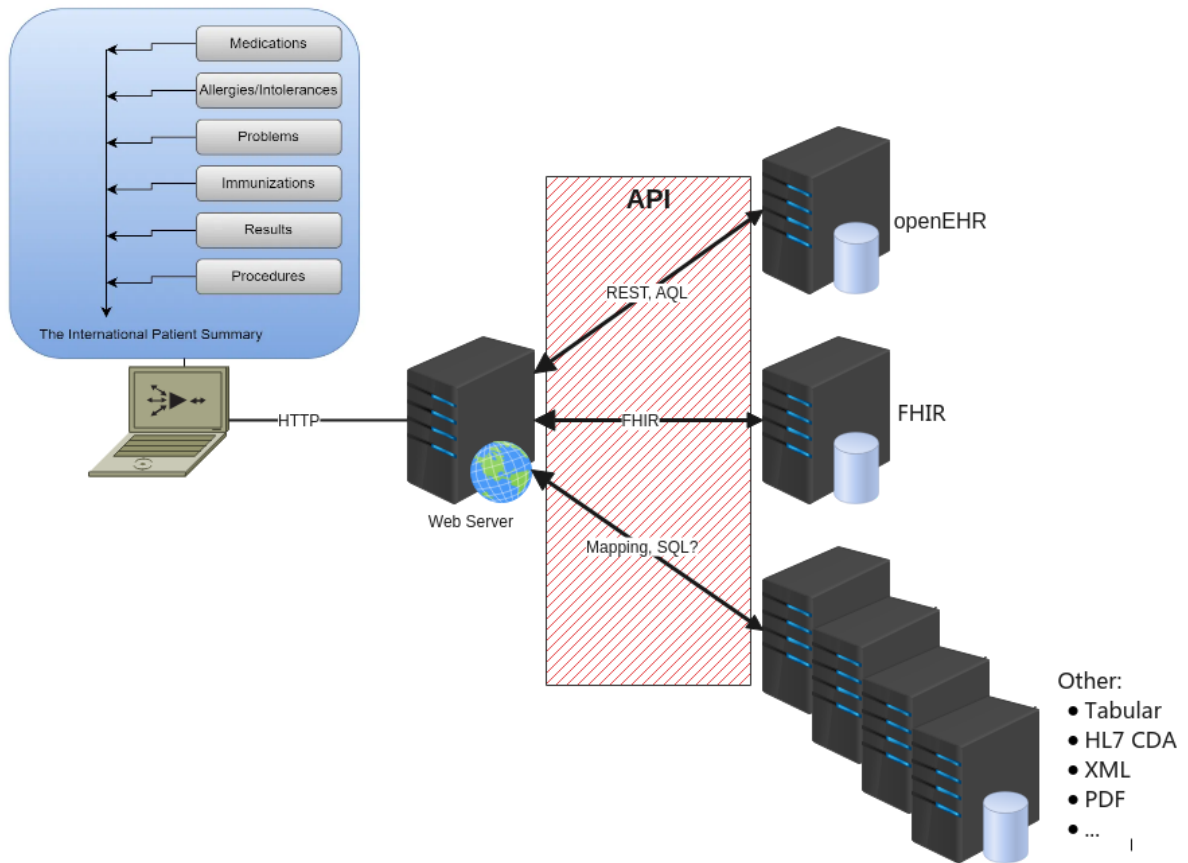 Medications
Allergies/Intolerances
Problems
Immunizations
Results
Procedures
The International Patient Summary
HTTP
Web Server
API
REST, AQL
FHIR
Mapping, SQL?
openEHR
FHIR
Other:
● Tabular
● HL7 CDA
● XML
● PDF
● ...